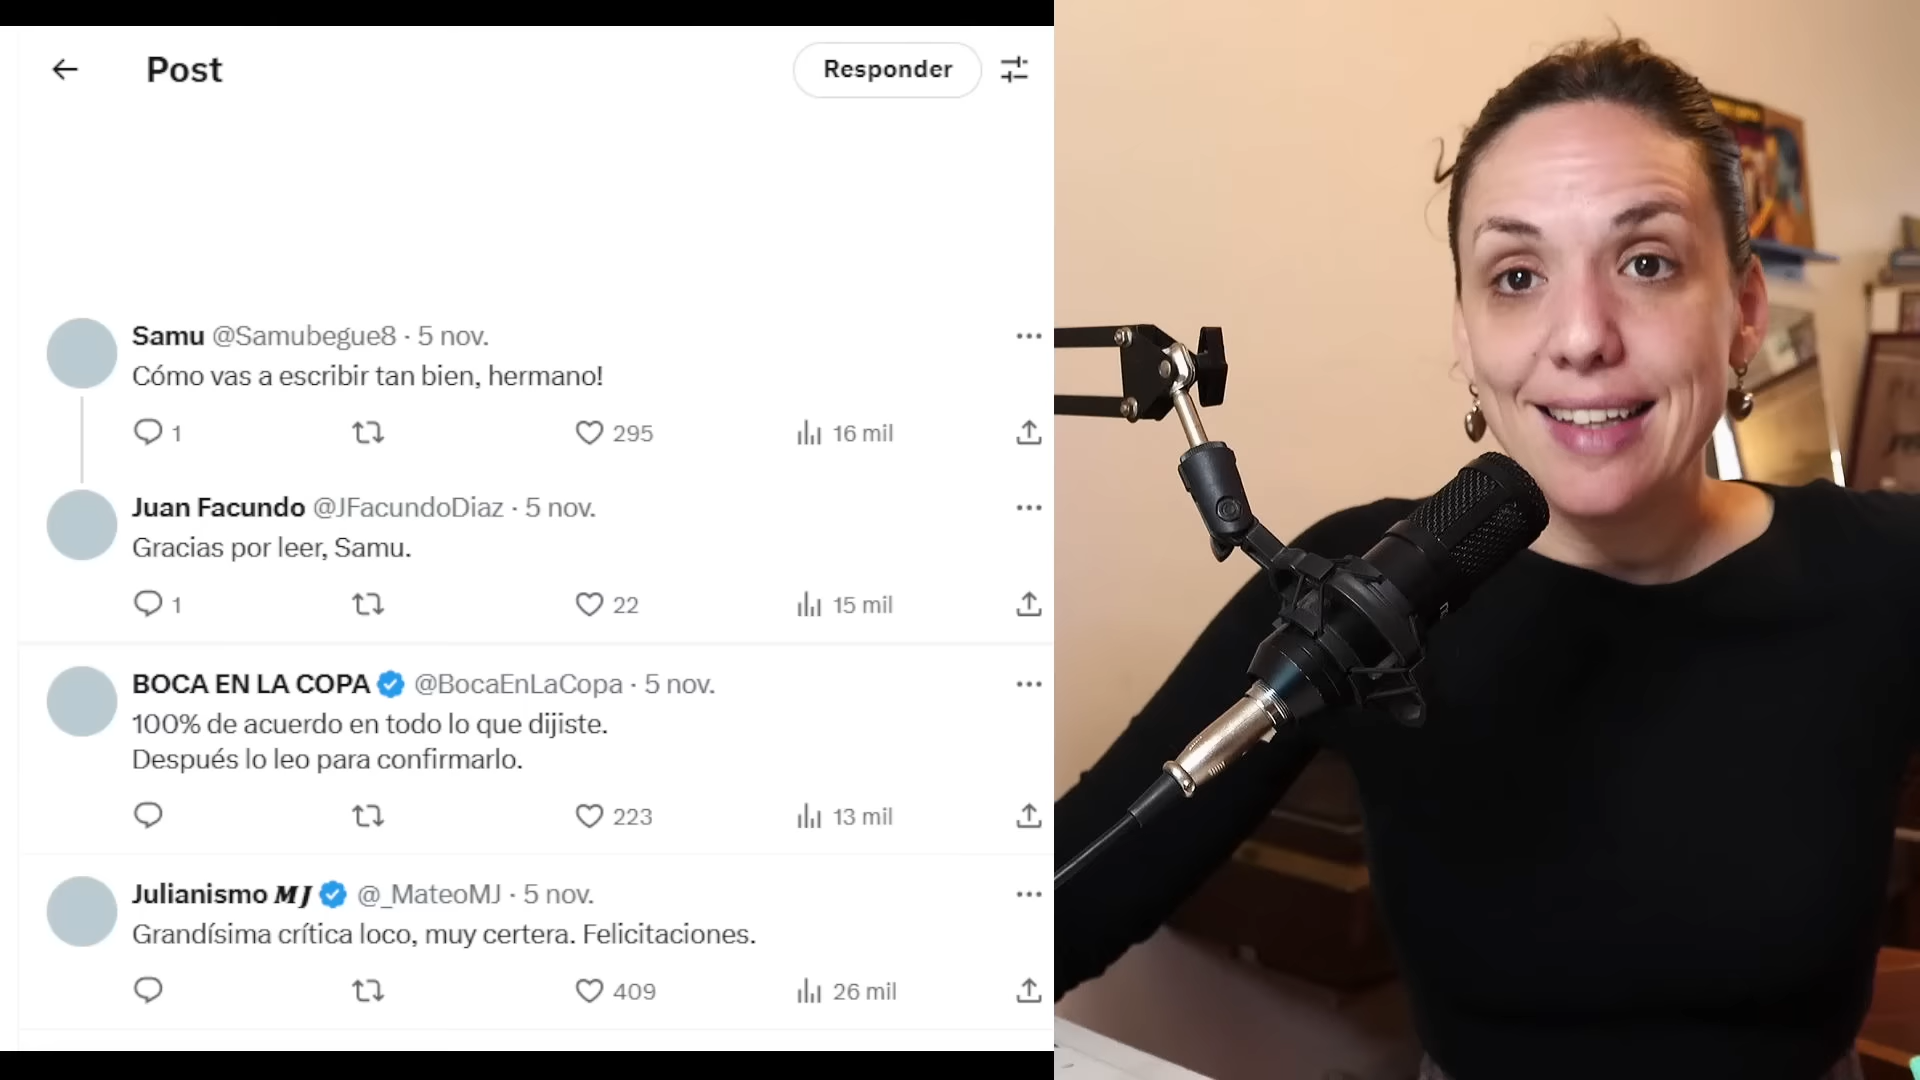 Post
Responder
Samu @Samubegue8 · 5 nov.
Cómo vas a escribir tan bien, hermano!
1 295 16 mil
Juan Facundo @JFacundoDiaz · 5 nov.
Gracias por leer, Samu.
1 22 15 mil
BOCA EN LA COPA @BocaEnLaCopa · 5 nov.
100% de acuerdo en todo lo que dijiste.
Después lo leo para confirmarlo.
223 13 mil
Julianismo MJ @_MateoMJ · 5 nov.
Grandísima crítica loco, muy certera. Felicitaciones.
409 26 mil